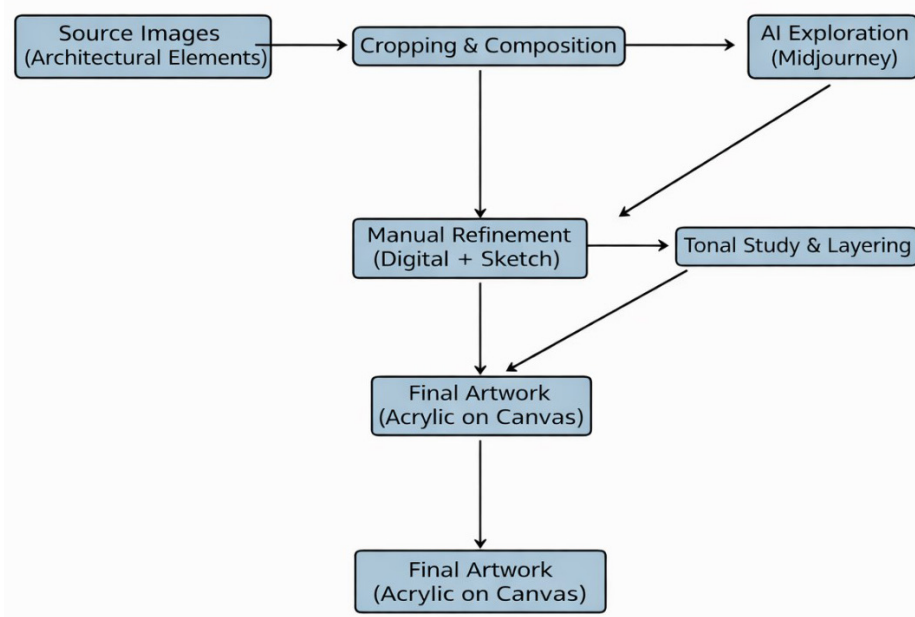 Source Images
(Architectural Elements)
Cropping & Composition
AI Exploration
(Midjourney)
Manual Refinement
(Digital + Sketch)
Tonal Study & Layering
Final Artwork
(Acrylic on Canvas)
Final Artwork
(Acrylic on Canvas)